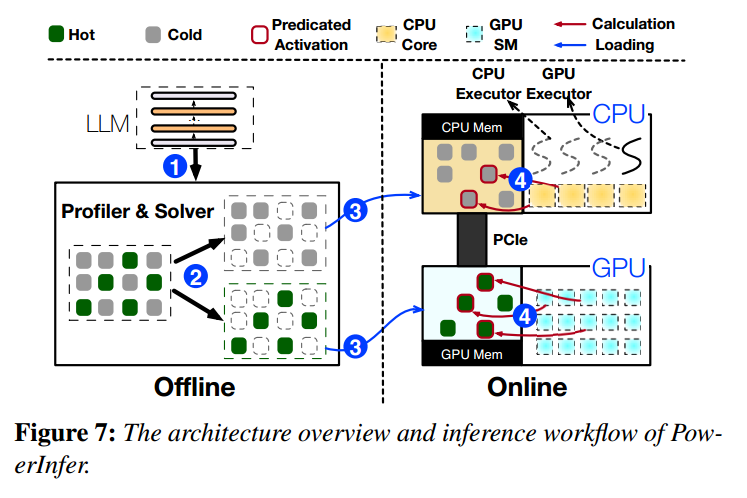 Hot
Cold
Predicated
Activation
CPU
Core
GPU
SM
Calculation
Loading
LLM
1
Profiler & Solver
2
3
3
Offline
CPU
Executor
GPU
Executor
CPU
CPU Mem
4
PCIe
GPU
4
GPU Mem
Online
Figure 7: The architecture overview and inference workflow of Pow-
erInfer.